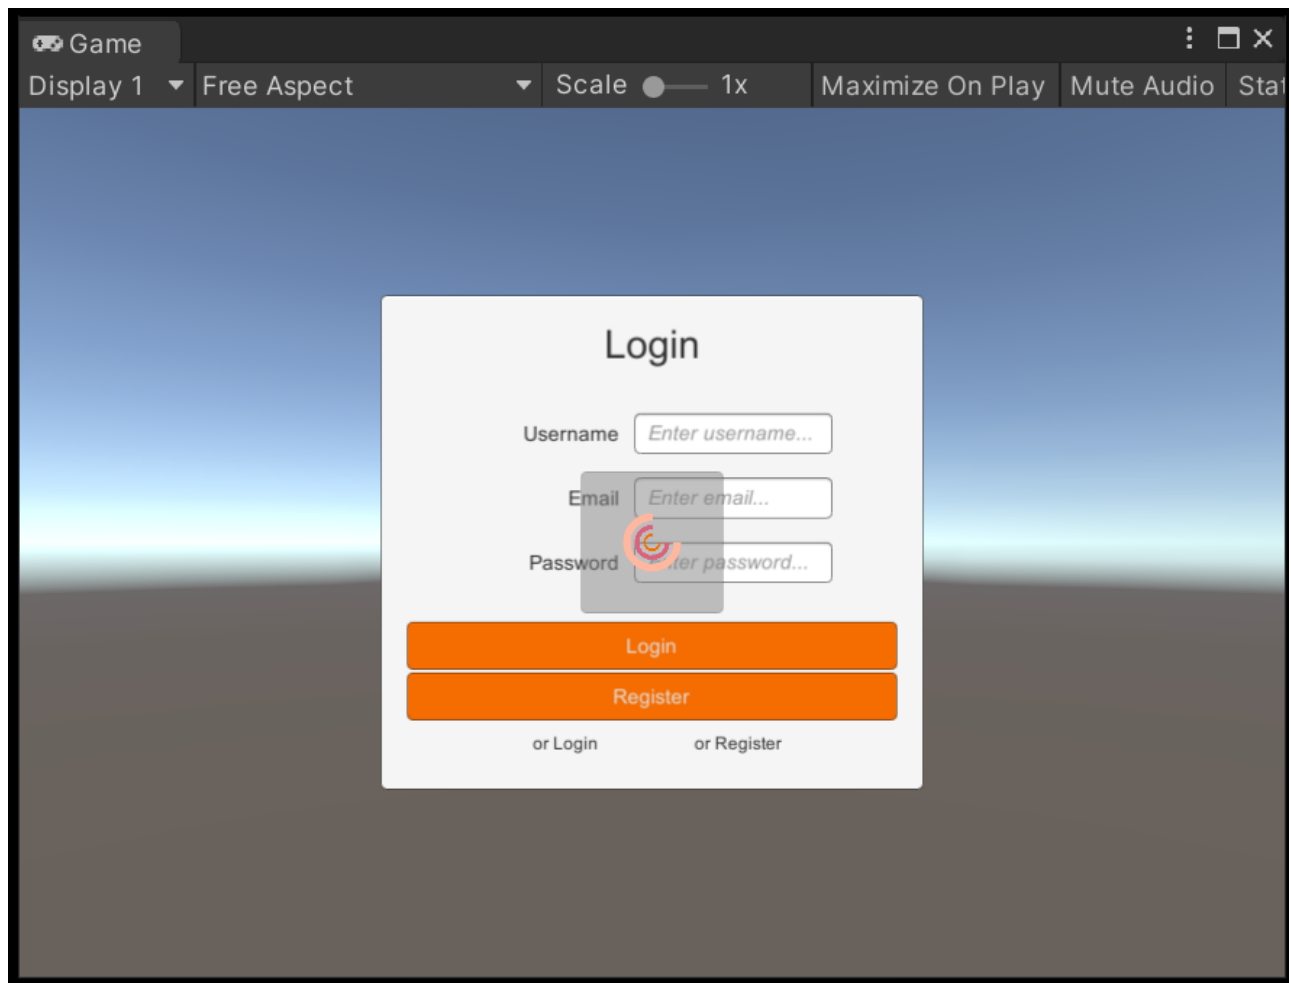 Game
Display 1 Free Aspect Scale 1x Maximize On Play Mute Audio
Login
Username Enter username...
Email Enter email...
Password password...
Login
Register
or Login or Register